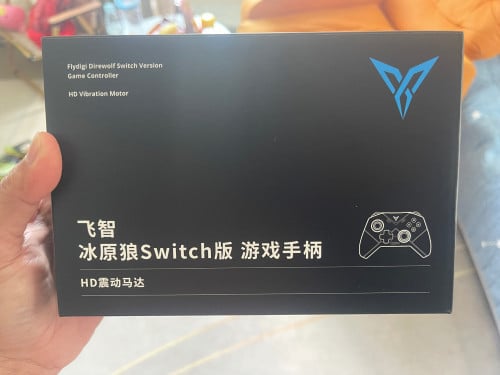 Flydigi Direwolf Switch Version
Game Controller
HD Vibration Motor
飞智
冰原狼Switch版 游戏手柄
HD震动马达